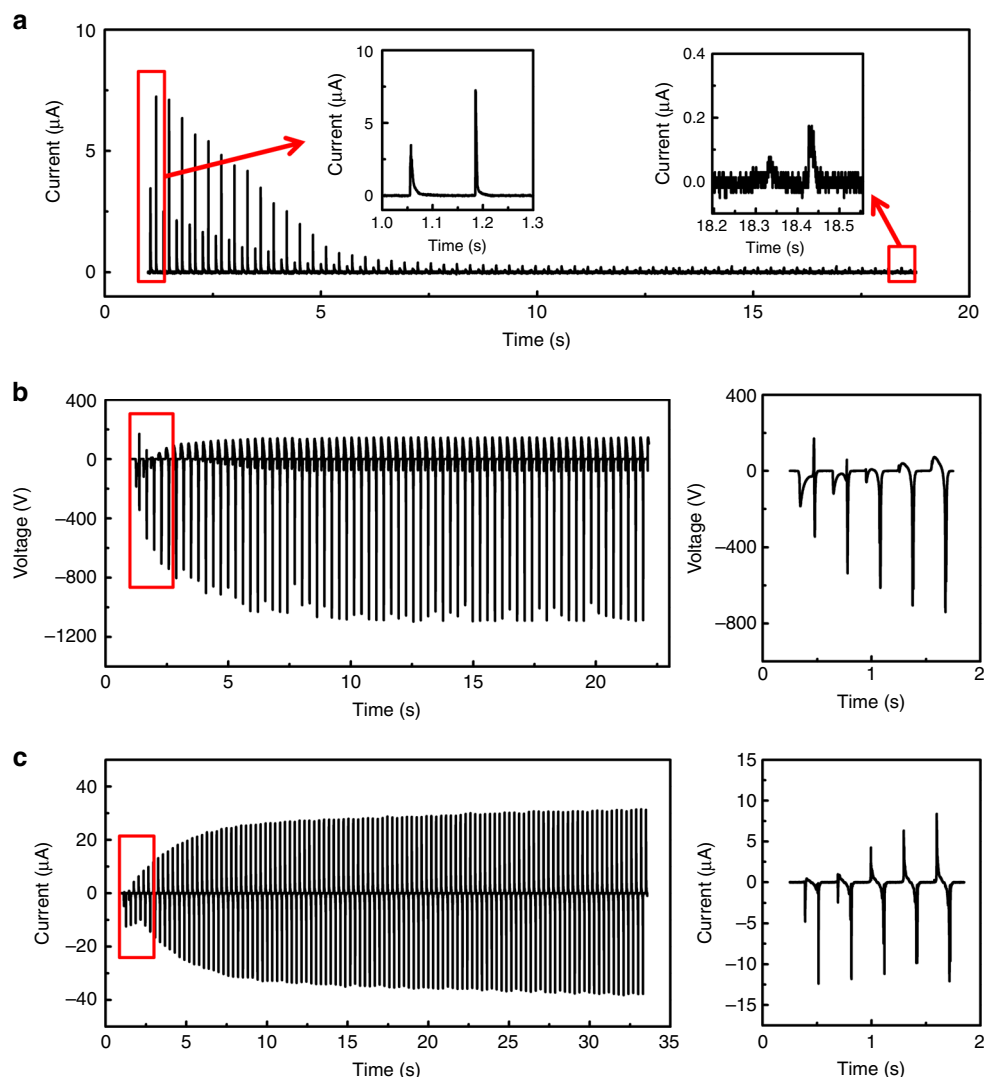 a
10
5
0
Current (μA)
0
5
10
15
20
Time (s)
10
5
0
Current (μA)
1.0 1.1 1.2 1.3
Time (s)
0.4
0.2
0.0
Current (μA)
18.2 18.3 18.4 18.5
Time (s)
b
400
0
−400
−800
−1200
Voltage (V)
0 5 10 15 20
Time (s)
400
0
−400
−800
Voltage (V)
0 1 2
Time (s)
c
40
20
0
−20
−40
Current (μA)
0 5 10 15 20 25 30 35
Time (s)
15
10
5
0
−5
−10
−15
Current (μA)
0 1 2
Time (s)